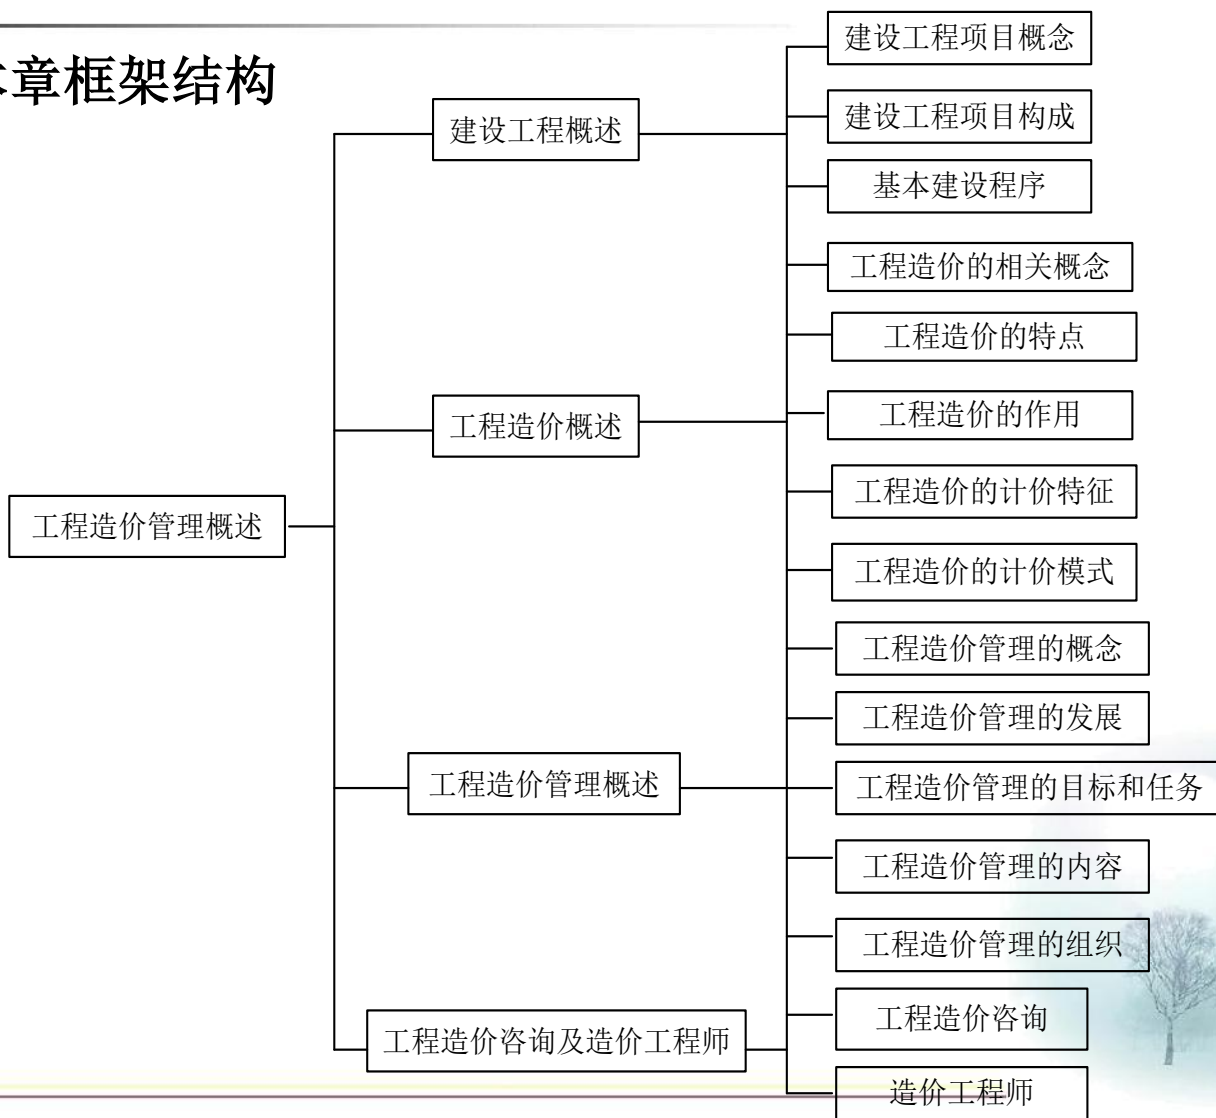 本章框架结构
建设工程项目概念
建设工程概述
建设工程项目构成
基本建设程序
工程造价的相关概念
工程造价的特点
工程造价概述
工程造价的作用
工程造价的计价特征
工程造价管理概述
工程造价的计价模式
工程造价管理的概念
工程造价管理的发展
工程造价管理概述
工程造价管理的目标和任务
工程造价管理的内容
工程造价管理的组织
工程造价咨询及造价工程师
工程造价咨询
造价工程师